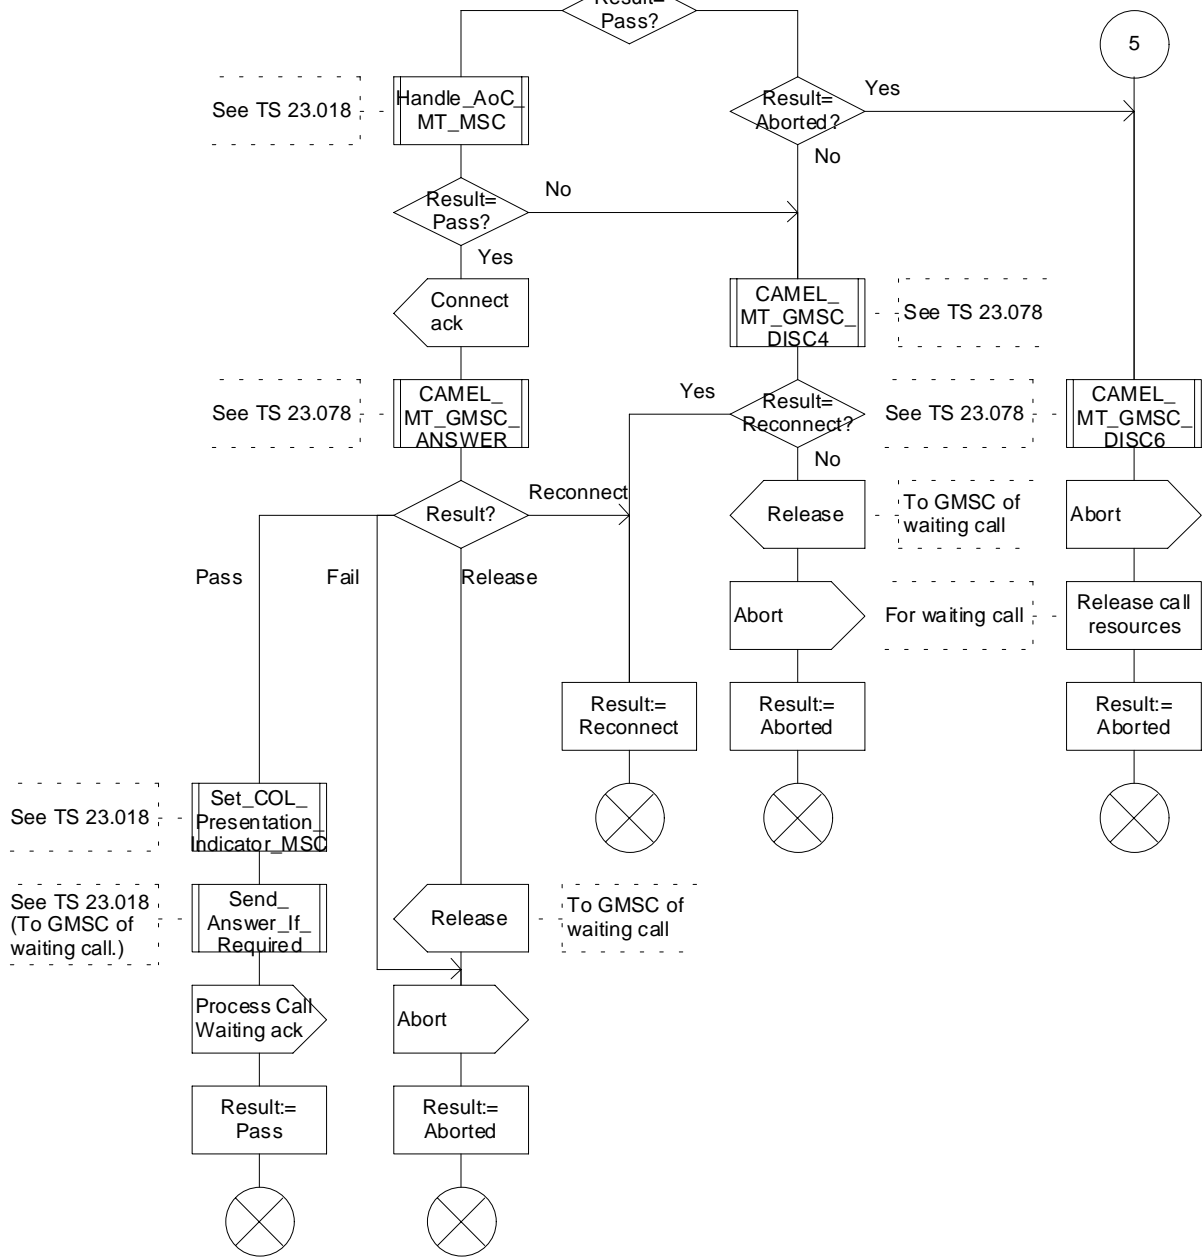 Result=
Pass?
5
See TS 23.018
Handle_AoC_
MT_MSC
Result=
Aborted?
Yes
No
Result=
Pass?
No
Yes
Connect
ack
CAMEL_
MT_GMSC_
DISC4
See TS 23.078
See TS 23.078
CAMEL_
MT_GMSC_
ANSWER
Yes
Result=
Reconnect?
No
See TS 23.078
CAMEL_
MT_GMSC_
DISC6
Result?
Reconnect
Release
To GMSC of
waiting call
Abort
Pass
Fail
Release
Abort
For waiting call
Release call
resources
Result:=
Reconnect
Result:=
Aborted
Result:=
Aborted
See TS 23.018
Set_COL_
Presentation_
Indicator_MSC
See TS 23.018
(To GMSC of
waiting call.)
Send_
Answer_If_
Required
Release
To GMSC of
waiting call
Process Call
Waiting ack
Abort
Result:=
Pass
Result:=
Aborted